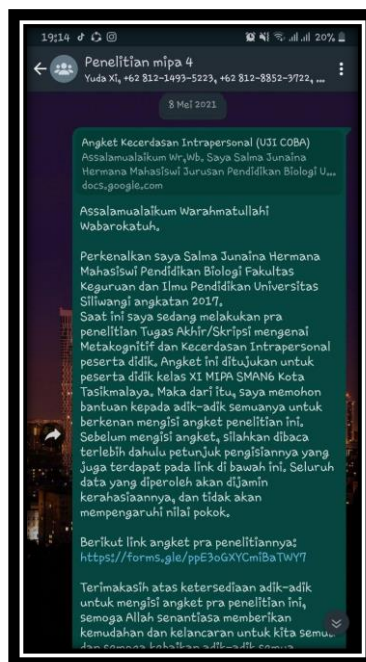 19:14
20%
Penelitian mipa 4
Yuda Xi, +62 812-1493-5223, +62 812-8852-3722, ...
8 Mei 2021
Angket Kecerdasan Intrapersonal (UJI COBA)
Assalamualaikum Wr,Wb. Saya Salma Junaina
Hermana Mahasiswi Jurusan Pendidikan Biologi U...
docs.google.com
Assalamualaikum Warahmatullahi
Wabarokatuh.
Perkenalkan saya Salma Junaina Hermana
Mahasiswi Pendidikan Biologi Fakultas
Keguruan dan Ilmu Pendidikan Universitas
Siliwangi angkatan 2017.
Saat ini saya sedang melakukan pra
penelitian Tugas Akhir/Skripsi mengenai
Metakognitif dan Kecerdasan Intrapersonal
peserta didik. Angket ini ditujukan untuk
peserta didik kelas XI MIPA SMAN6 Kota
Tasikmalaya. Maka dari itu, saya memohon
bantuan kepada adik-adik semuanya untuk
berkenan mengisi angket penelitian ini.
Sebelum mengisi angket, silahkan dibaca
terlebih dahulu petunjuk pengisiannya yang
juga terdapat pada link di bawah ini. Seluruh
data yang diperoleh akan dijamin
kerahasiaannya, dan tidak akan
mempengaruhi nilai pokok.
Berikut link angket pra penelitiannya:
https://forms.gle/ppE3oGXYCmiBaTWY7
Terimakasih atas ketersediaan adik-adik
untuk mengisi angket pra penelitian ini,
semoga Allah senantiasa memberikan
kemudahan dan kelancaran untuk kita semua
dan semoga kebaikan adik-adik semua